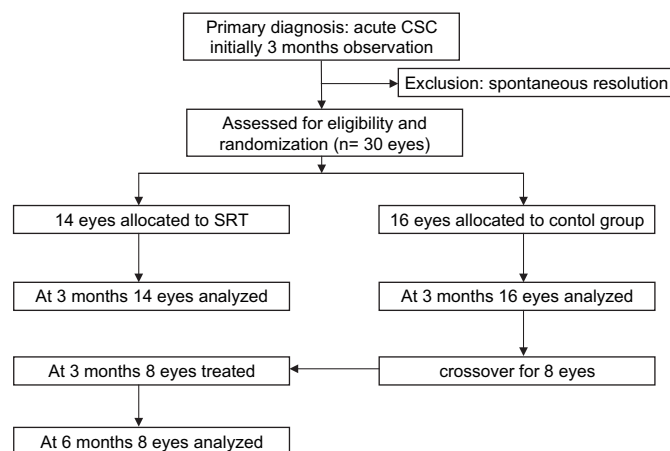 Primary diagnosis: acute CSC
initially 3 months observation
Exclusion: spontaneous resolution
Assessed for eligibility and
randomization (n= 30 eyes)
14 eyes allocated to SRT
16 eyes allocated to contol group
At 3 months 14 eyes analyzed
At 3 months 16 eyes analyzed
At 3 months 8 eyes treated
crossover for 8 eyes
At 6 months 8 eyes analyzed